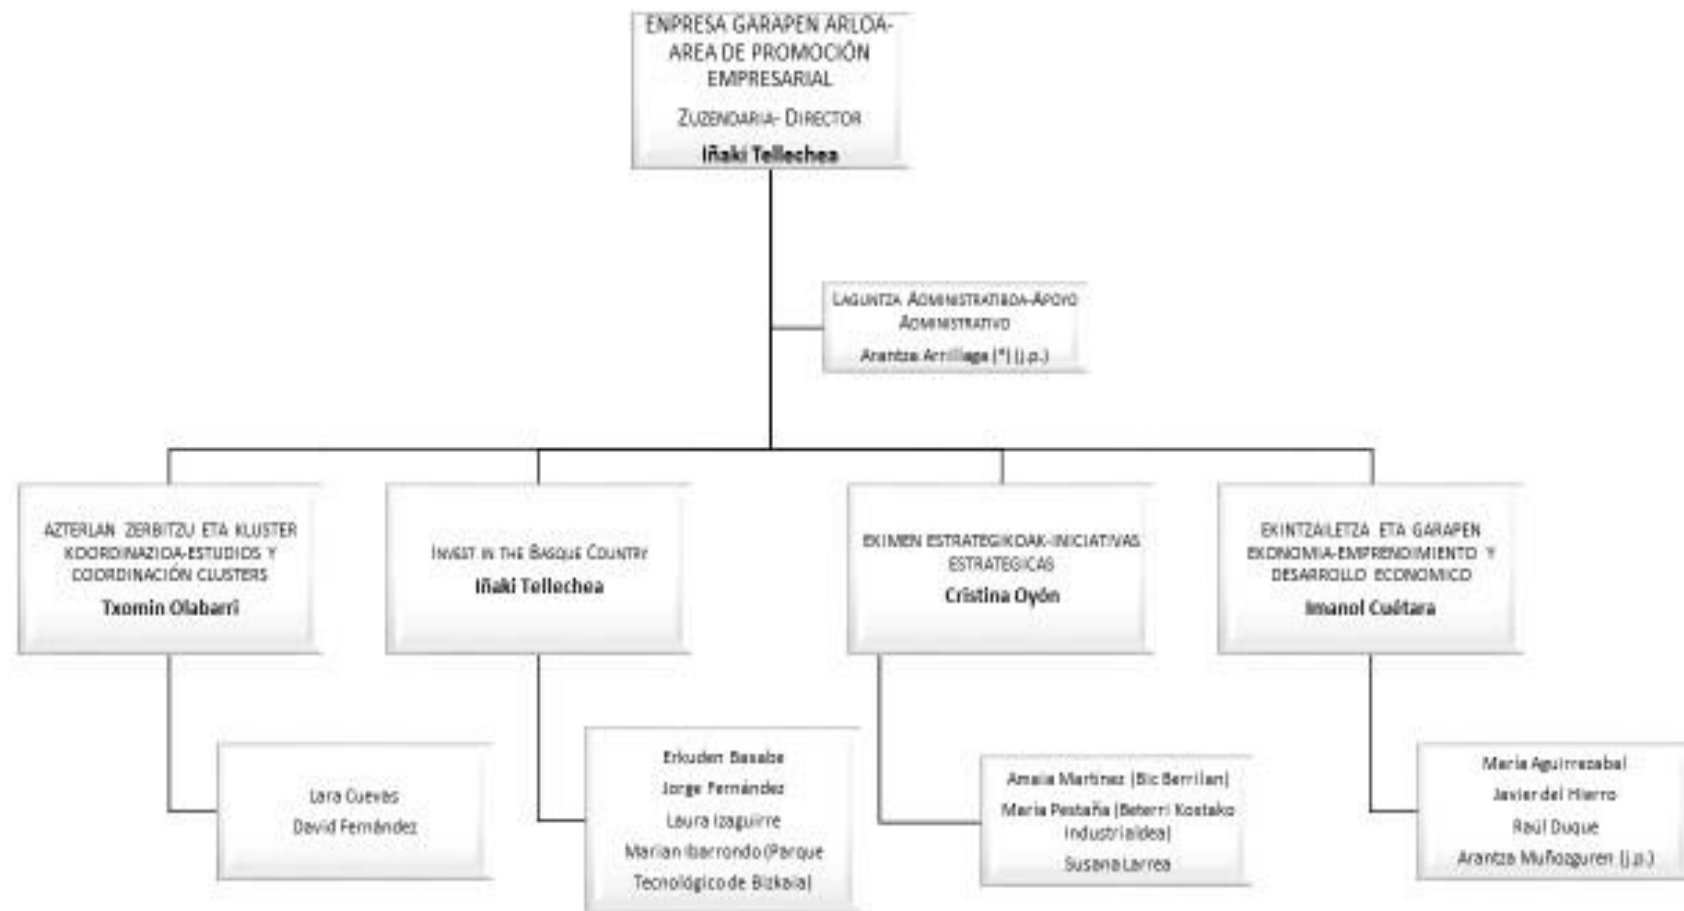 ENPRESA GARAPEN ARLOA-
AREA DE PROMOCIÓN
EMPRESARIAL
ZUZENDARIA- DIRECTOR
Iñaki Tellechea
LAGUNTZA ADMINISTRATIBOA-APOYO
ADMINISTRATIVO
Arantza Arrillaga (*) (j.p.)
AZTERLAN ZERBITZU ETA KLUSTER
KOORDINAZIOA-ESTUDIOS Y
COORDINACIÓN CLUSTERS
Txomin Olabarri
INVEST IN THE BASQUE COUNTRY
Iñaki Tellechea
EKIMEN ESTRATEGIKOAK-INICIATIVAS
ESTRATEGICAS
Cristina Oyón
EKINTZAILETZA ETA GARAPEN
EKONOMIA-EMPRENDIMIENTO Y
DESARROLLO ECONOMICO
Imanol Cuétara
Lara Cuevas
David Fernández
Erkuden Basabe
Jorge Fernández
Laura Izaguirre
Marian Ibarrondo (Parque
Tecnológico de Bizkaia)
Amaia Martinez (Bic Berrilan)
Maria Pestaña (Beterri Kostako
Industrialdea)
Susana Larrea
María Aguirrezabal
Javier del Hierro
Raúl Duque
Arantza Muñozguren (j.p.)